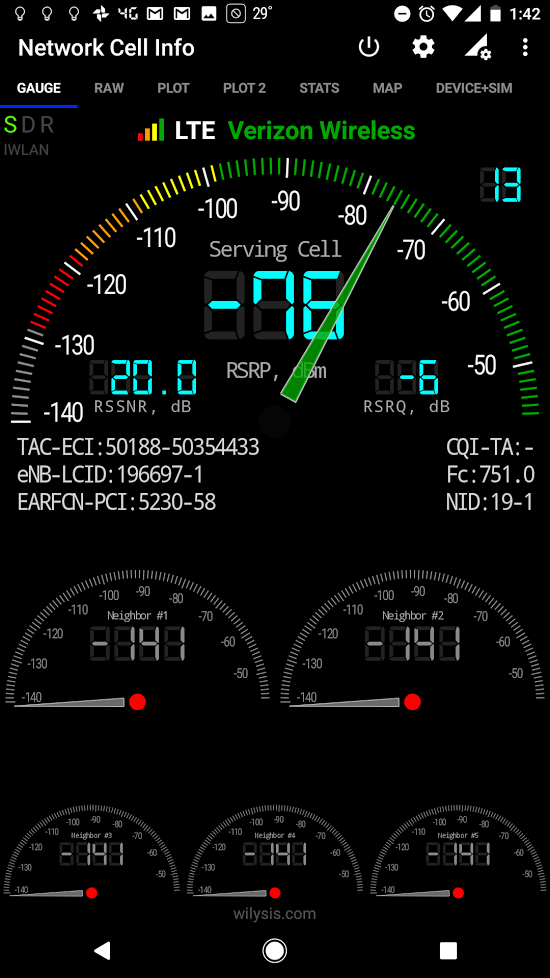 4G 29° 1:42
Network Cell Info
GAUGE RAW PLOT PLOT 2 STATS MAP DEVICE+SIM
SDR
IWLAN
LTE Verizon Wireless
13
-140 -130 -120 -110 -100 -90 -80 -70 -60 -50
Serving Cell
-76
RSRP, dBm
20.0
RSSNR, dB
-6
RSRQ, dB
TAC-ECI:50188-50354433 CQI-TA:-
eNB-LCID:196697-1 Fc:751.0
EARFCN-PCI:5230-58 NID:19-1
-140 -130 -120 -110 -100 -90 -80 -70 -60 -50
Neighbor #1
-141
-140 -130 -120 -110 -100 -90 -80 -70 -60 -50
Neighbor #2
-141
-140 -130 -120 -110 -100 -90 -80 -70 -60 -50
Neighbor #3
-141
-140 -130 -120 -110 -100 -90 -80 -70 -60 -50
Neighbor #4
-141
-140 -130 -120 -110 -100 -90 -80 -70 -60 -50
Neighbor #5
-141
wilysis.com